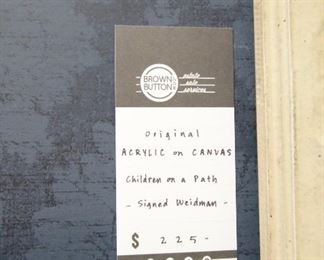 BROWN
BUTTON
estate
sale
services
original
ACRYLIC on CANVAS
Children on a Path
- Signed Weidman -
$ 225-